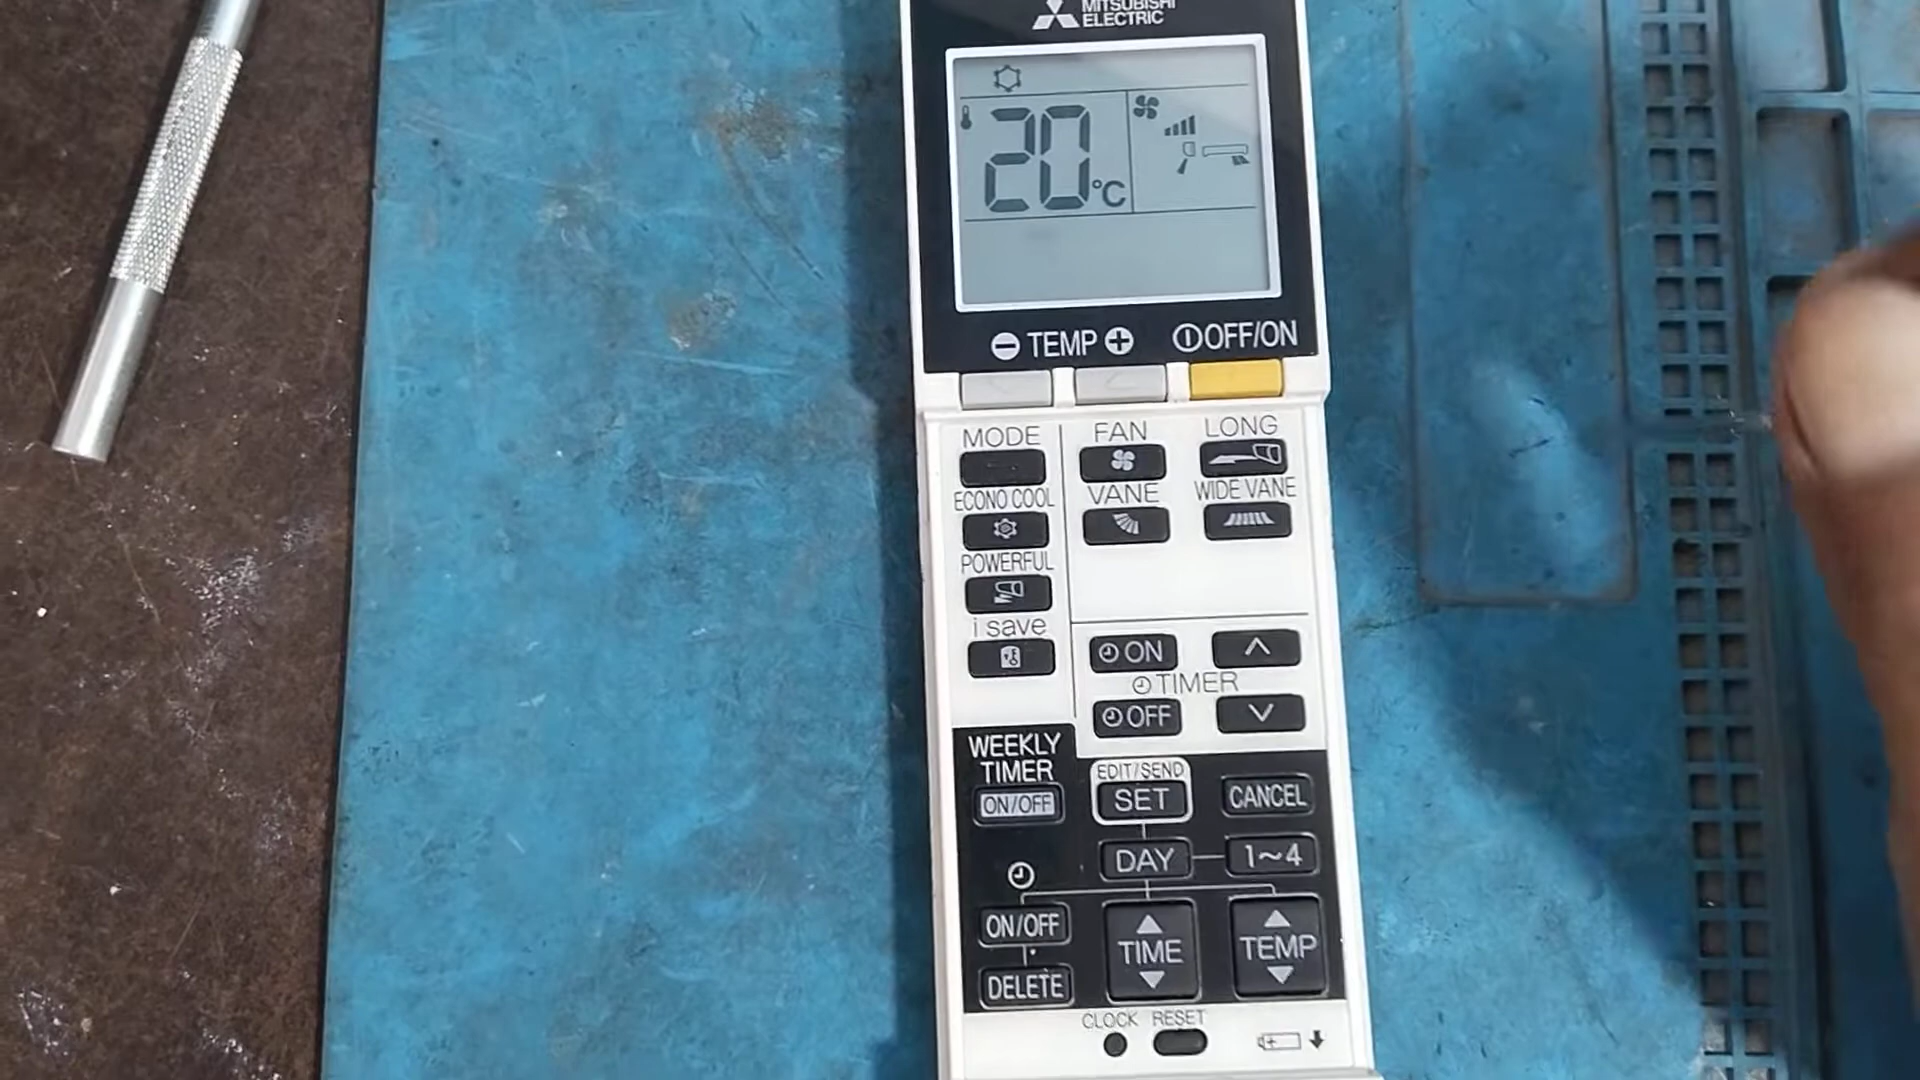 MITSUBISHI
ELECTRIC
20°C
TEMP OFF/ON
MODE FAN LONG
ECONO COOL VANE WIDE VANE
POWERFUL
i save
ON
TIMER
OFF
WEEKLY
TIMER
ON/OFF
EDIT/SEND
SET CANCEL
DAY 1~4
ON/OFF
TIME TEMP
DELETE
CLOCK RESET